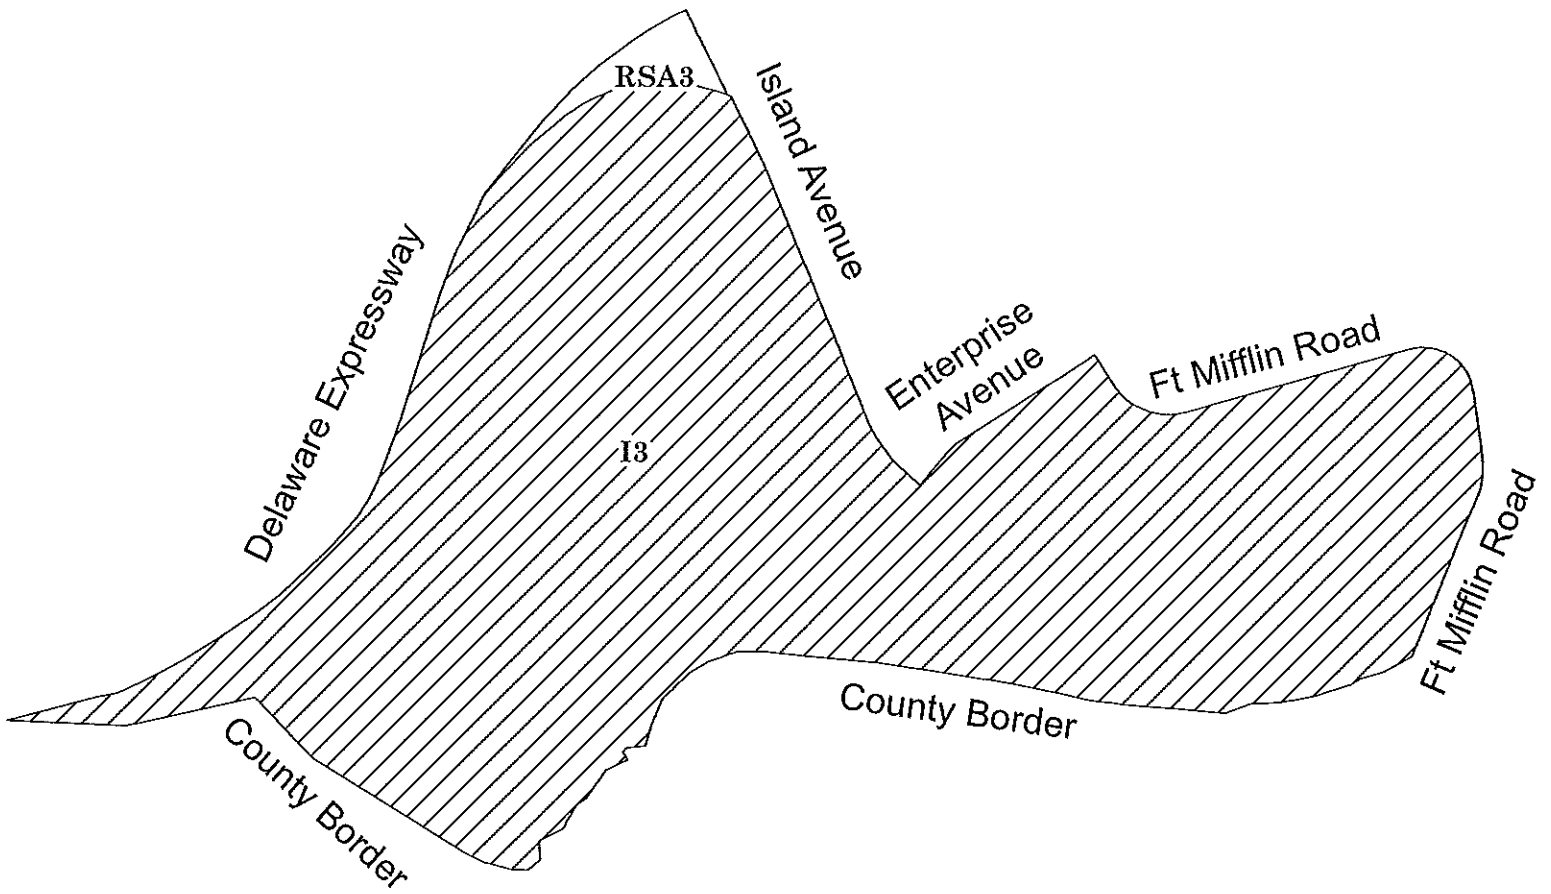 RSA3
Island Avenue
Delaware Expressway
Enterprise
Avenue
Ft Mifflin Road
I3
Ft Mifflin Road
County Border
County Border